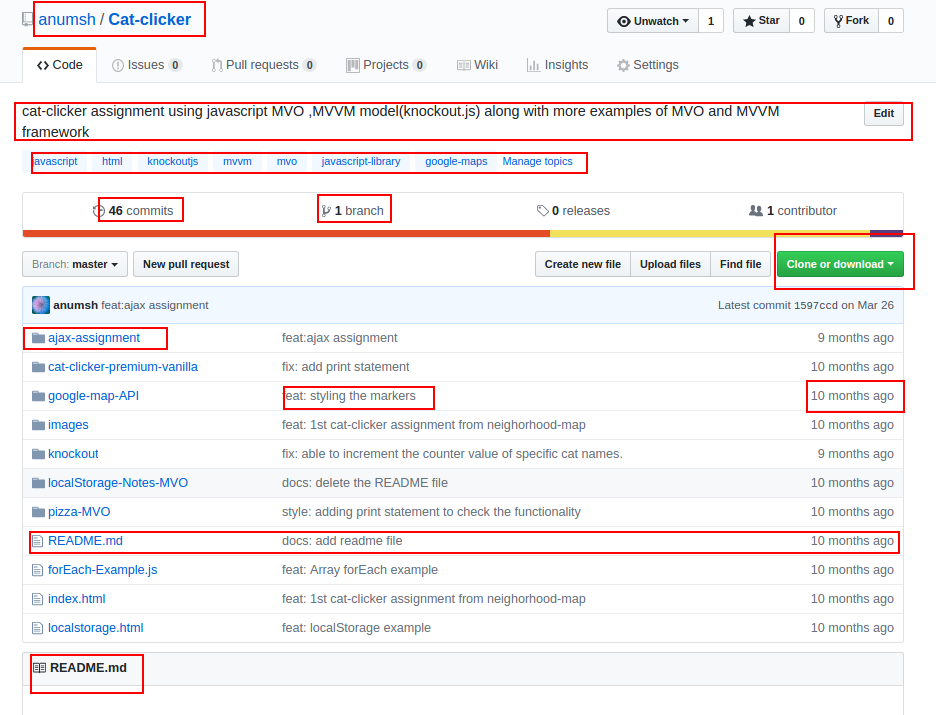 anumsh / Cat-clicker Unwatch 1 Star 0 Fork 0
Code Issues 0 Pull requests 0 Projects 0 Wiki Insights Settings
cat-clicker assignment using javascript MVO ,MVVM model(knockout.js) along with more examples of MVO and MVVM Edit
framework
javascript html knockoutjs mvvm mvo javascript-library google-maps Manage topics
46 commits 1 branch 0 releases 1 contributor
Branch: master New pull request Create new file Upload files Find file Clone or download
anumsh feat:ajax assignment Latest commit 1597ccd on Mar 26
ajax-assignment feat:ajax assignment 9 months ago
cat-clicker-premium-vanilla fix: add print statement 10 months ago
google-map-API feat: styling the markers 10 months ago
images feat: 1st cat-clicker assignment from neighorhood-map 10 months ago
knockout fix: able to increment the counter value of specific cat names. 9 months ago
localStorage-Notes-MVO docs: delete the README file 10 months ago
pizza-MVO style: adding print statement to check the functionality 10 months ago
README.md docs: add readme file 10 months ago
forEach-Example.js feat: Array forEach example 10 months ago
index.html feat: 1st cat-clicker assignment from neighorhood-map 10 months ago
localstorage.html feat: localStorage example 10 months ago
README.md